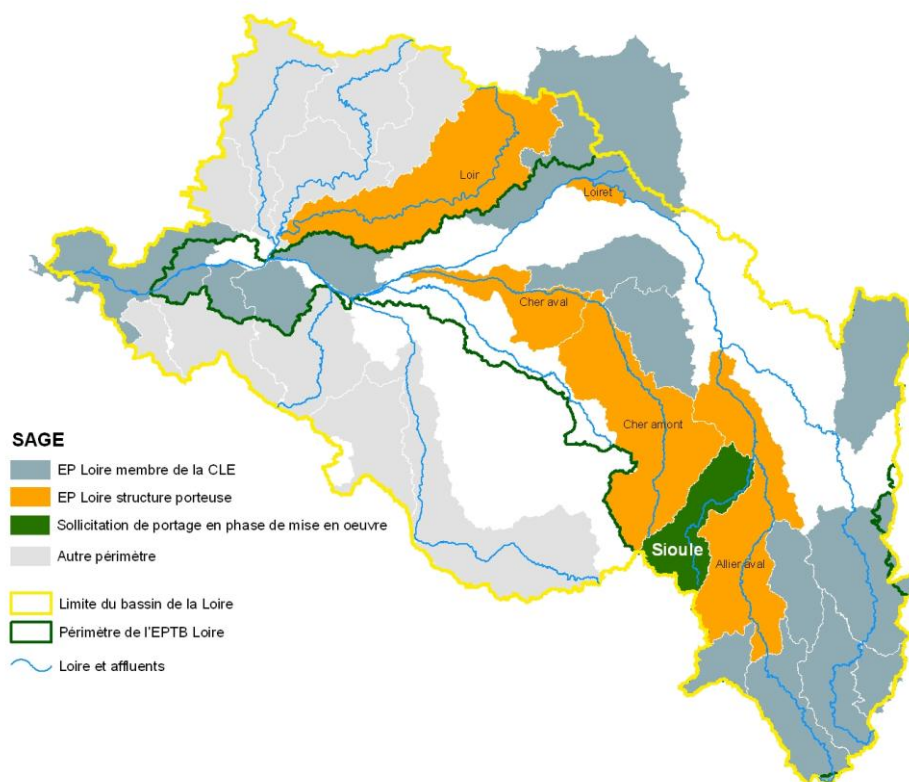 Loir
Loiret
Cher aval
Cher amont
Sioule
Allier aval
SAGE
EP Loire membre de la CLE
EP Loire structure porteuse
Sollicitation de portage en phase de mise en oeuvre
Autre périmètre
Limite du bassin de la Loire
Périmètre de l'EPTB Loire
Loire et affluents